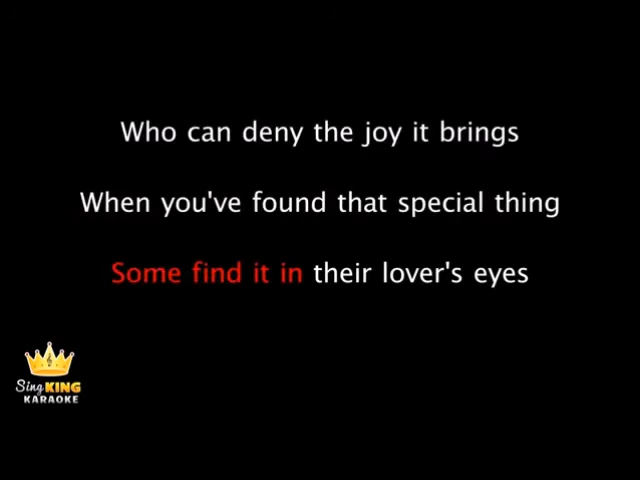 Who can deny the joy it brings
When you've found that special thing
Some find it in their lover's eyes
Sing KING
KARAOKE